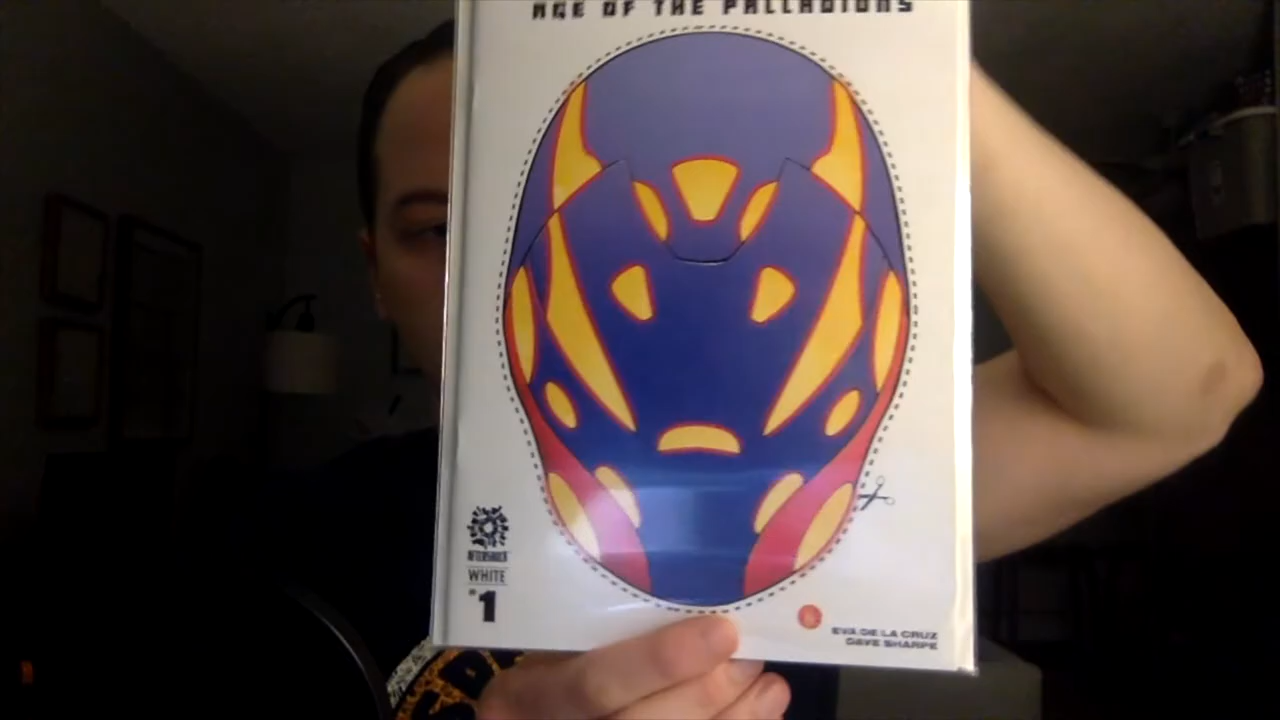 AGE OF THE PALLADIONS
AFTERSHOCK
WHITE
#1
EVA DE LA CRUZ
DAVE SHARPE